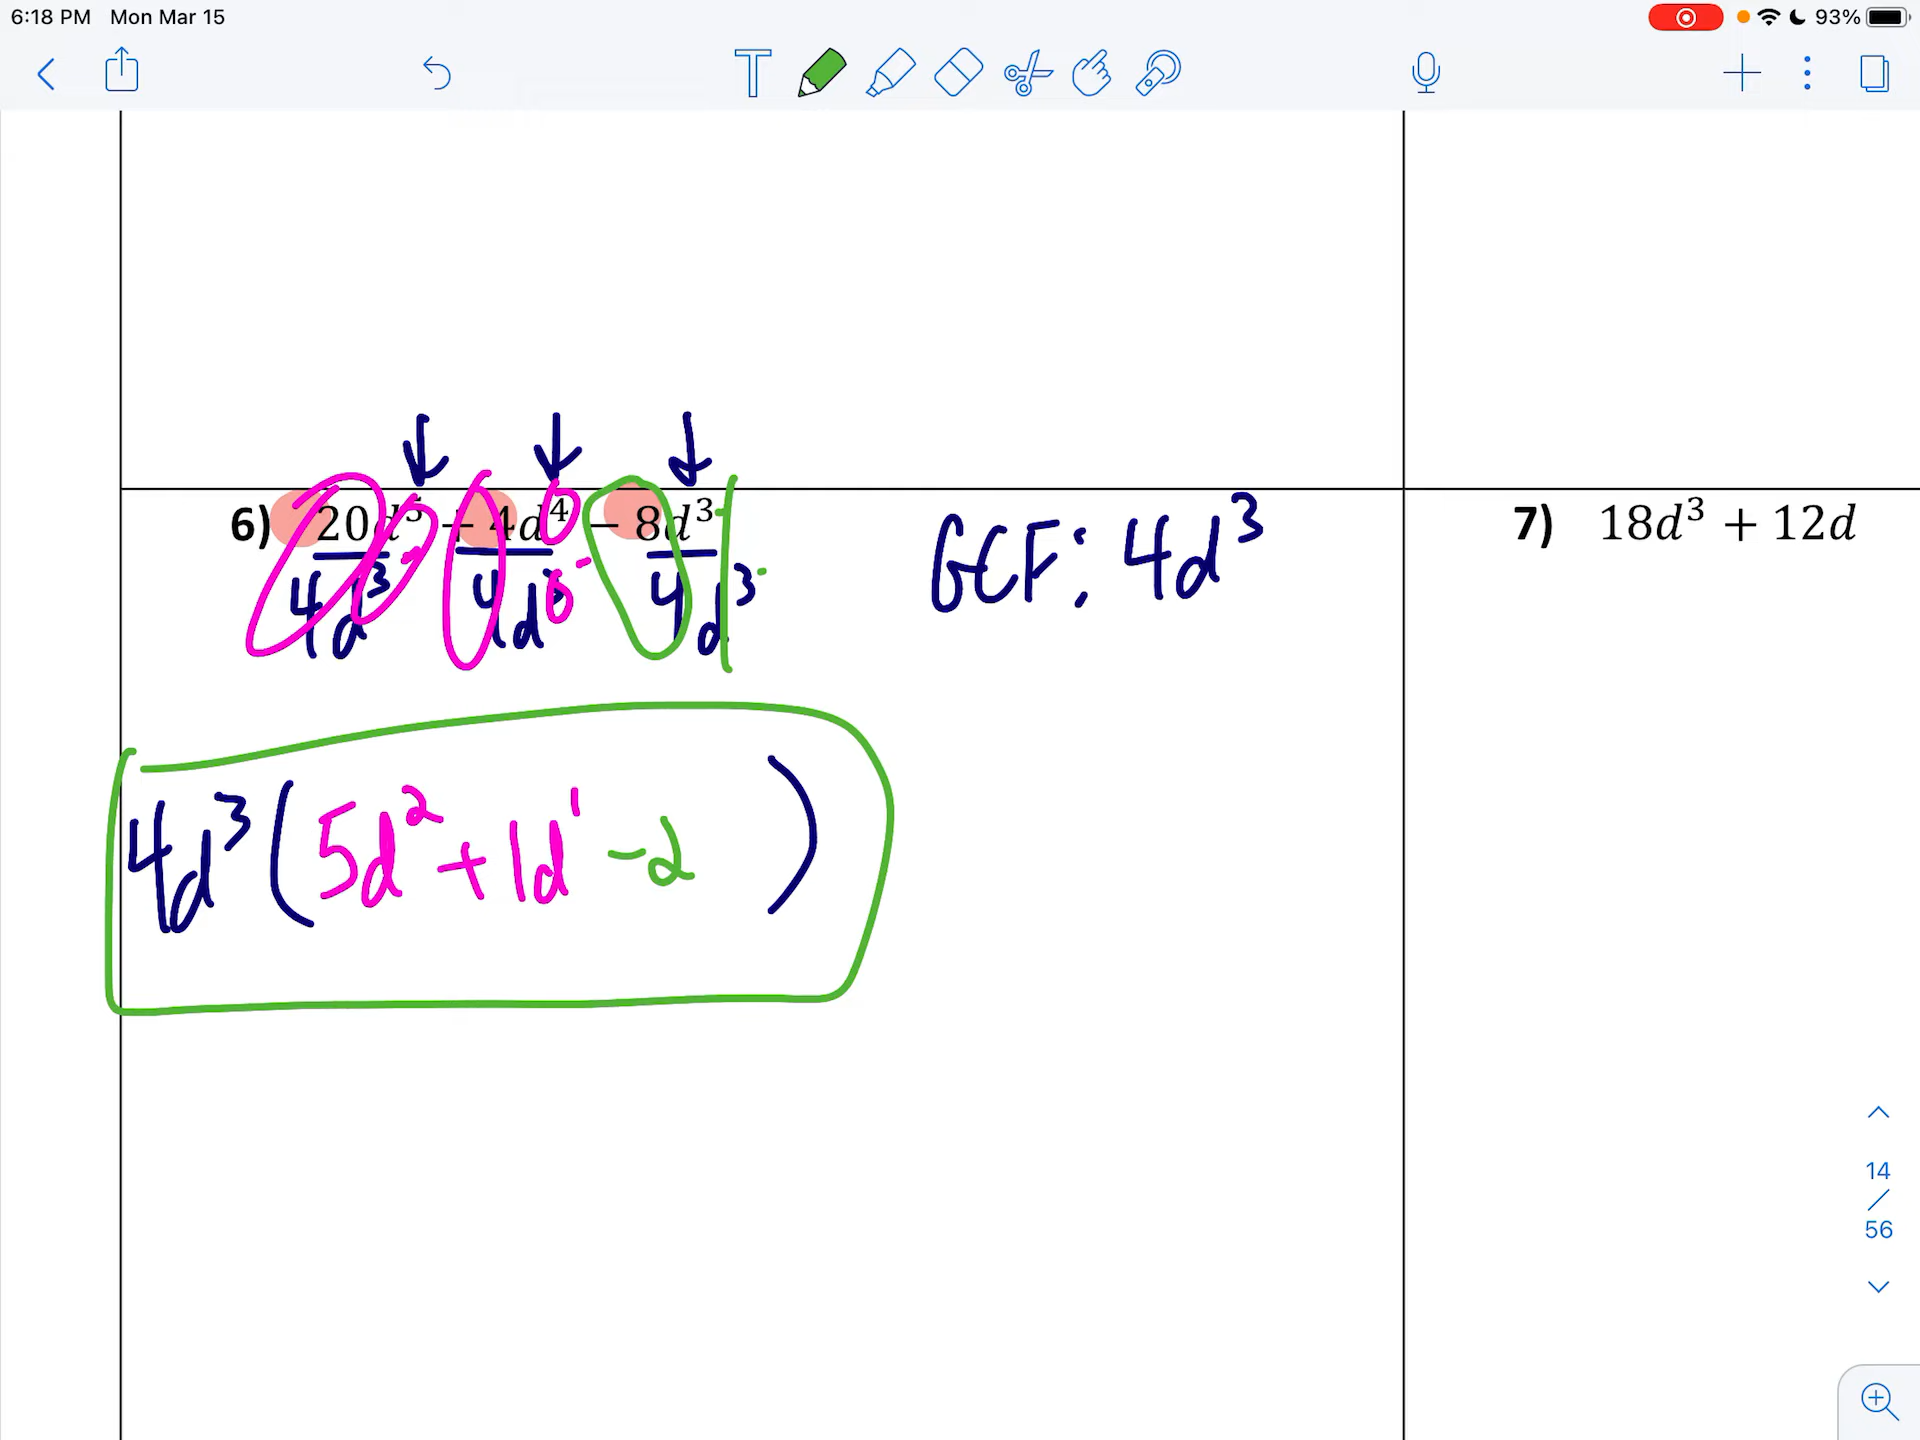 6:18 PM Mon Mar 15 93%
T
6) 20d⁵ + 4d⁴ − 8d³ GCF: 4d³ 7) 18d³ + 12d
4d³ 4d³ 4d³
4d³(5d² + 1d¹ − 2)
14
/
56